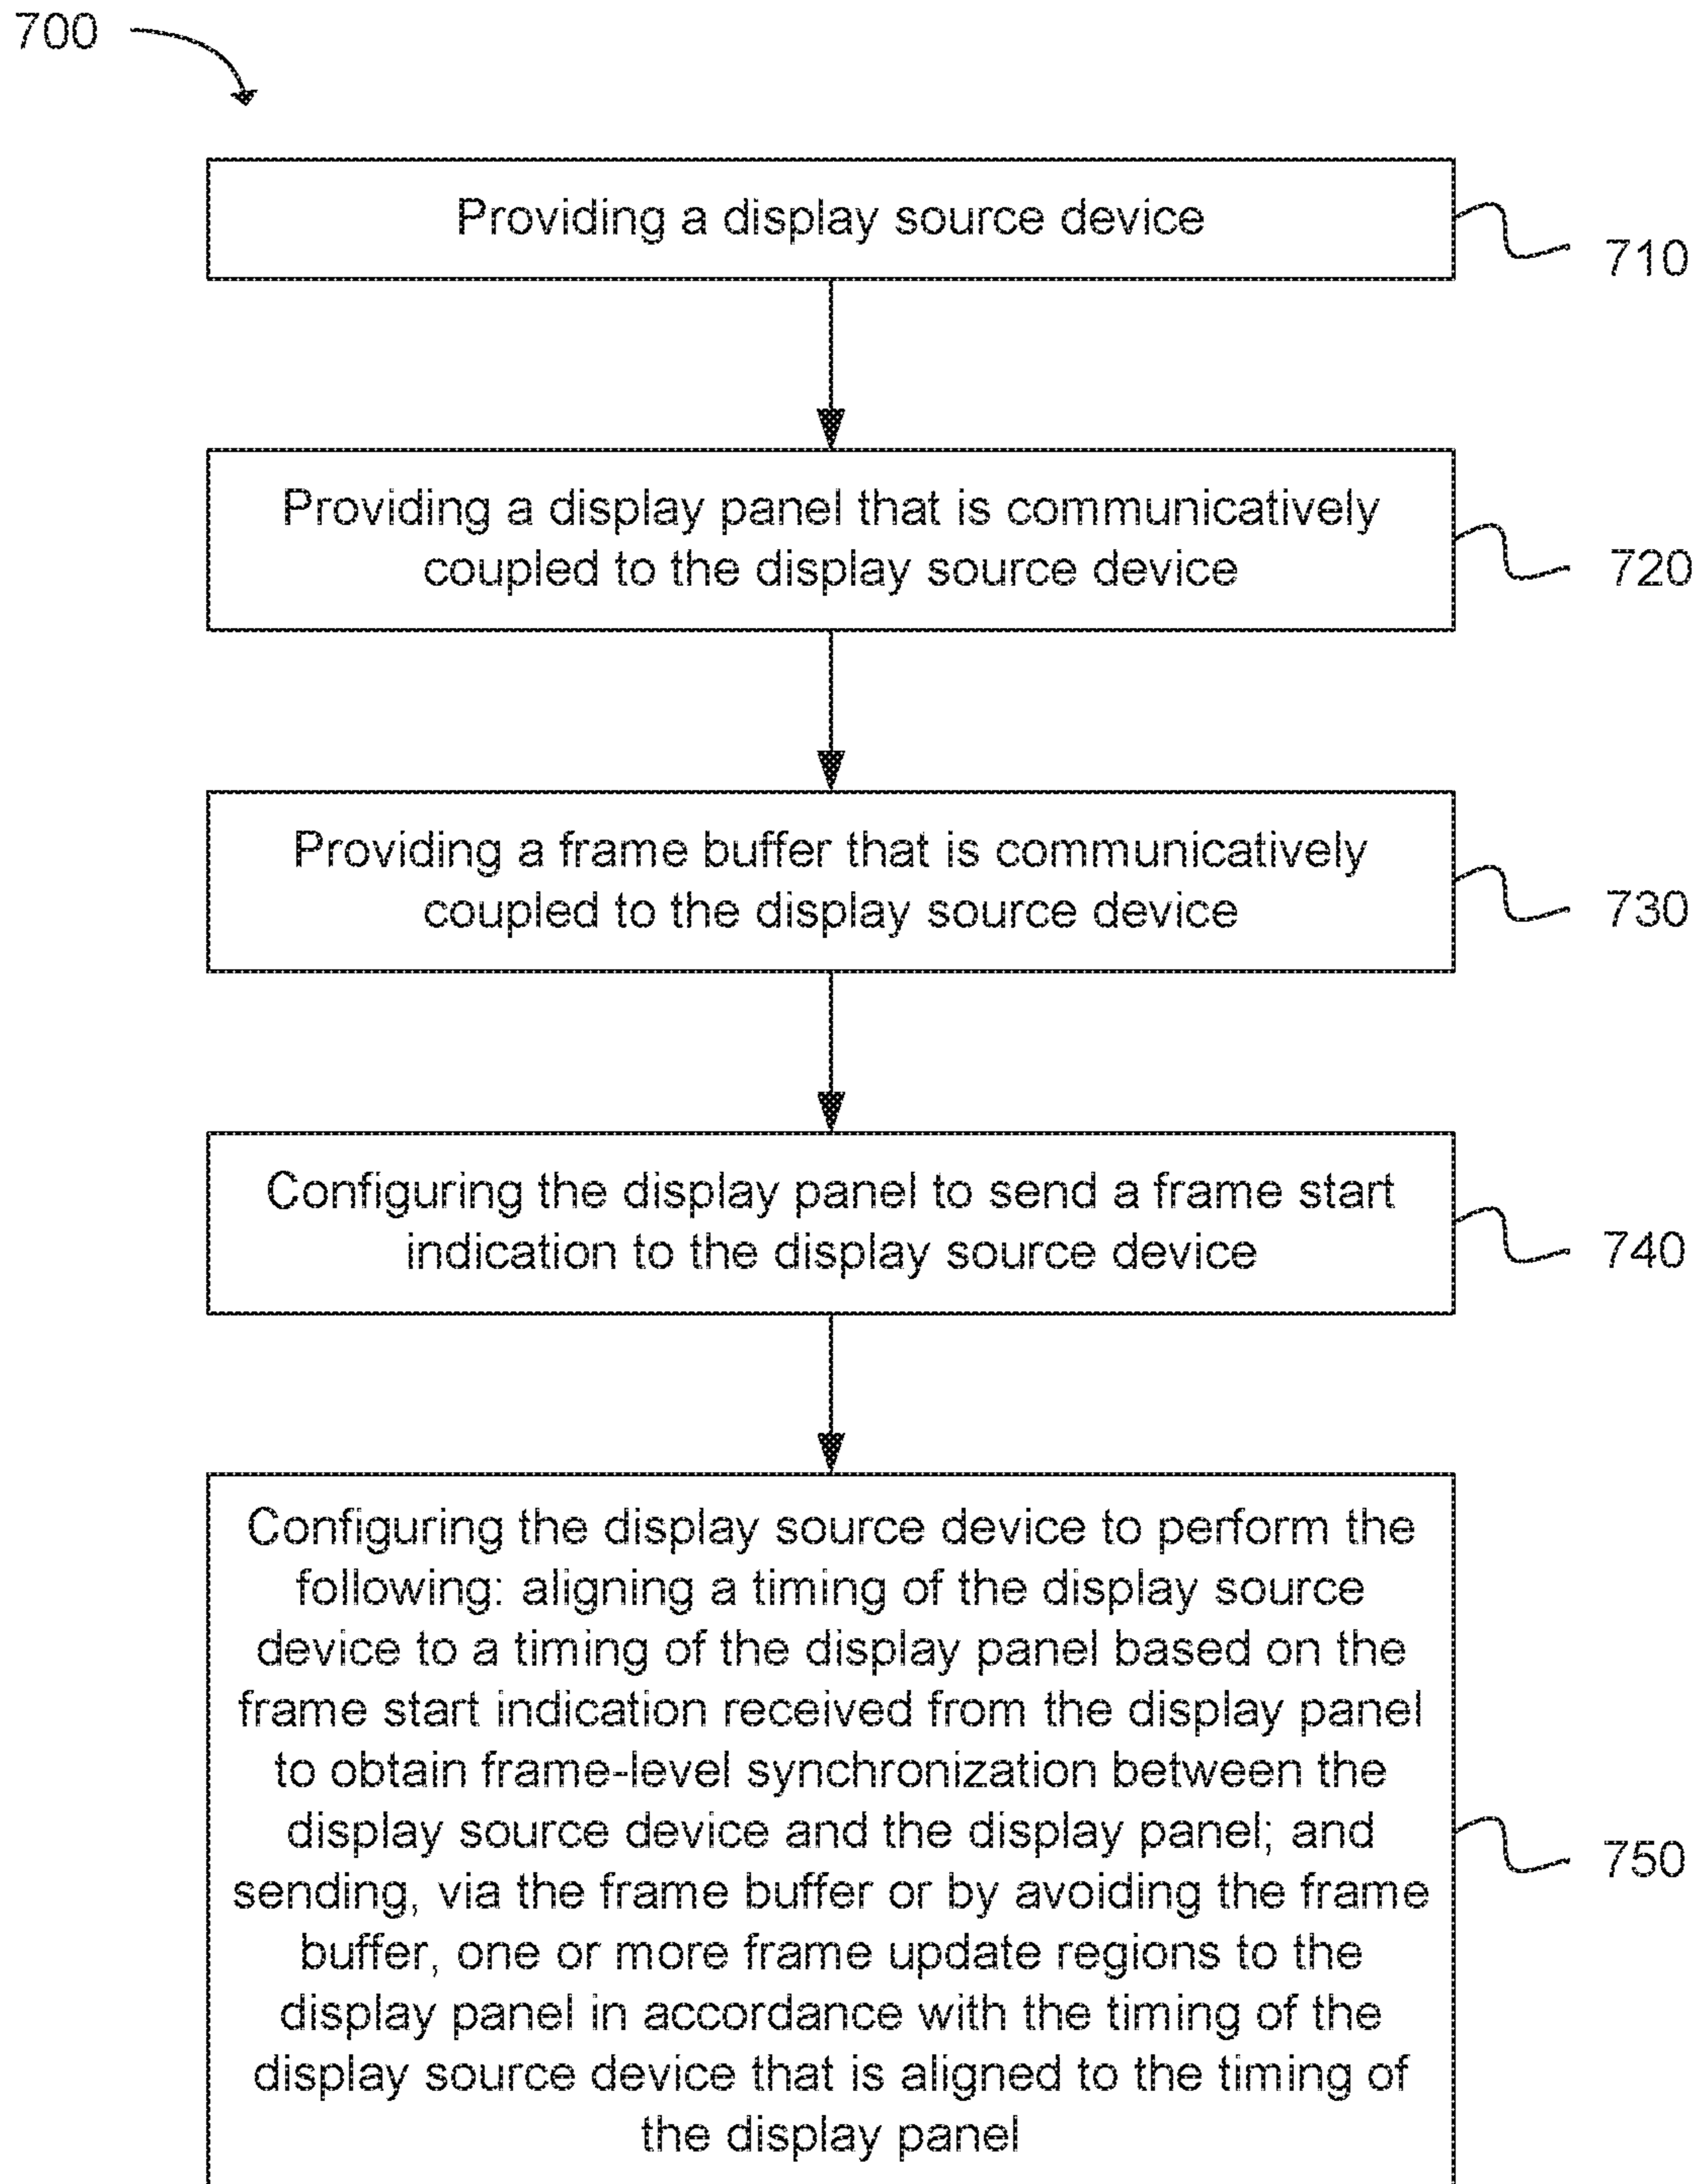 700
Providing a display source device
710
Providing a display panel that is communicatively
coupled to the display source device
720
Providing a frame buffer that is communicatively
coupled to the display source device
730
Configuring the display panel to send a frame start
indication to the display source device
740
Configuring the display source device to perform the
following: aligning a timing of the display source
device to a timing of the display panel based on the
frame start indication received from the display panel
to obtain frame-level synchronization between the
display source device and the display panel; and
sending, via the frame buffer or by avoiding the frame
buffer, one or more frame update regions to the
display panel in accordance with the timing of the
display source device that is aligned to the timing of
the display panel
750